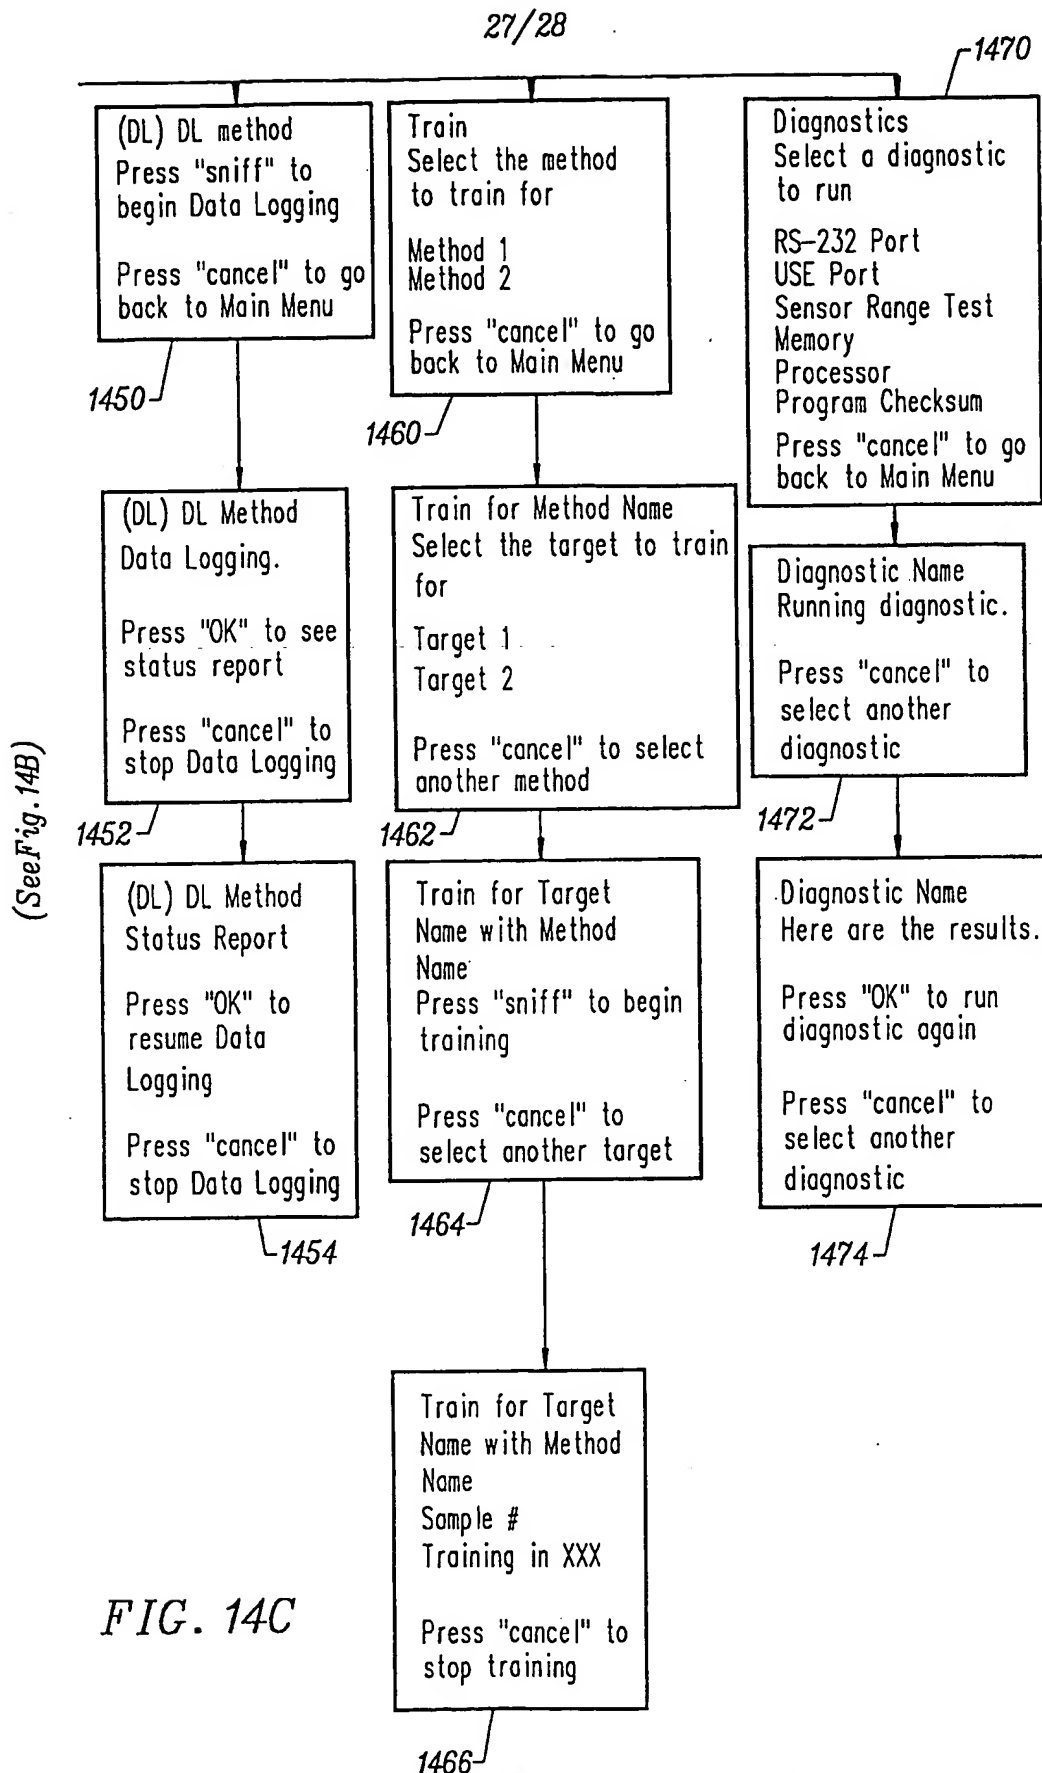 27/28
1470
(DL) DL method
Press "sniff" to
begin Data Logging
Press "cancel" to go
back to Main Menu
1450
Train
Select the method
to train for
Method 1
Method 2
Press "cancel" to go
back to Main Menu
1460
Diagnostics
Select a diagnostic
to run
RS-232 Port
USE Port
Sensor Range Test
Memory
Processor
Program Checksum
Press "cancel" to go
back to Main Menu
(DL) DL Method
Data Logging.
Press "OK" to see
status report
Press "cancel" to
stop Data Logging
1452
Train for Method Name
Select the target to train
for
Target 1
Target 2
Press "cancel" to select
another method
1462
Diagnostic Name
Running diagnostic.
Press "cancel" to
select another
diagnostic
1472
(See Fig. 14B)
(DL) DL Method
Status Report
Press "OK" to
resume Data
Logging
Press "cancel" to
stop Data Logging
1454
Train for Target
Name with Method
Name
Press "sniff" to begin
training
Press "cancel" to
select another target
1464
Diagnostic Name
Here are the results.
Press "OK" to run
diagnostic again
Press "cancel" to
select another
diagnostic
1474
Train for Target
Name with Method
Name
Sample #
Training in XXX
Press "cancel" to
stop training
1466
FIG. 14C